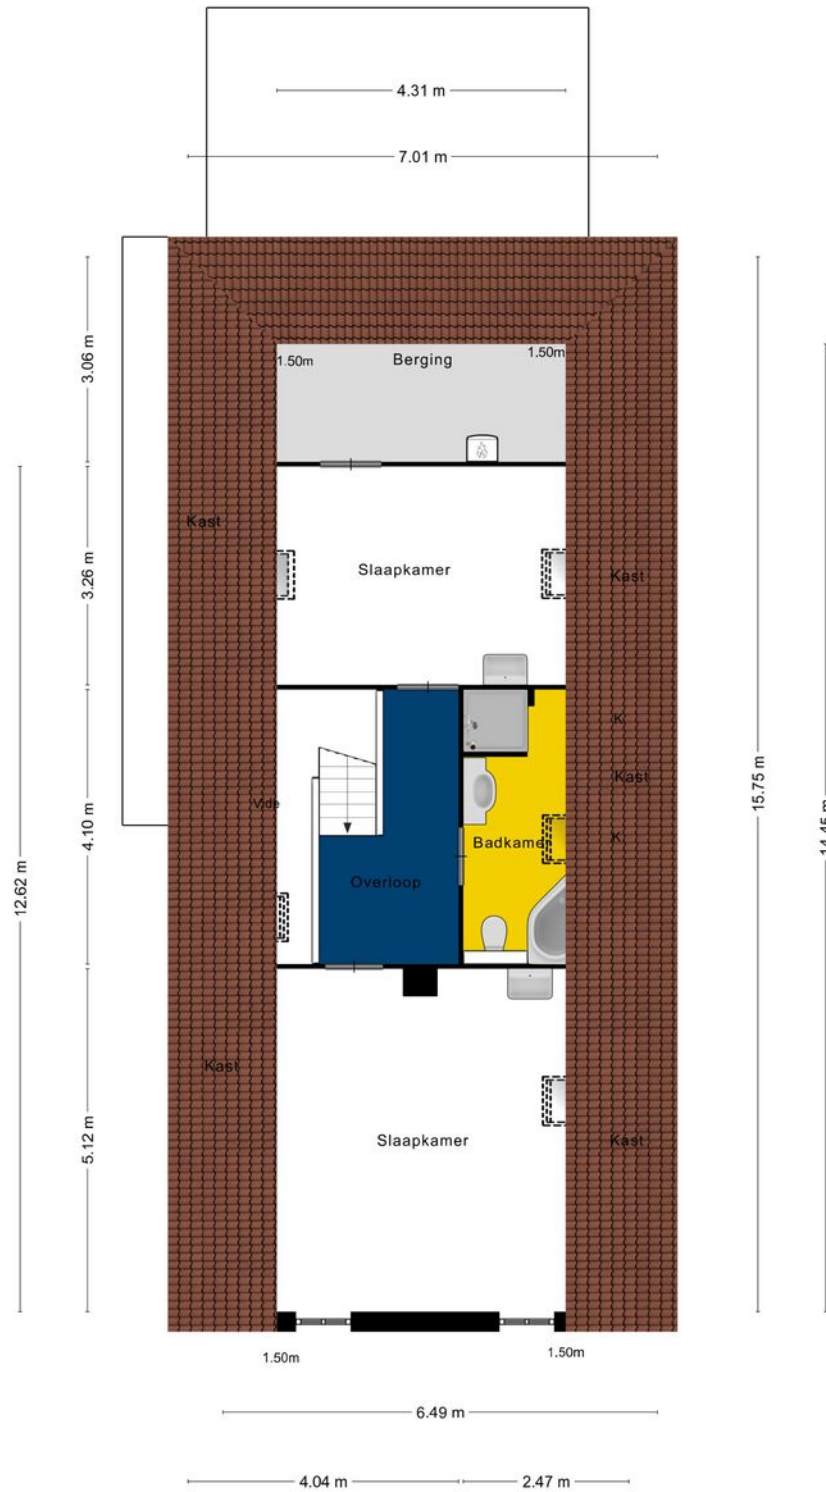 4.31 m
7.01 m
3.06 m
1.50m
Berging
1.50m
Kast
Slaapkamer
Kast
3.26 m
K
Kast
15.75 m
14.45 m
Vide
4.10 m
K
Badkamer
12.62 m
Overloop
Kast
5.12 m
Slaapkamer
Kast
1.50m
1.50m
6.49 m
4.04 m
2.47 m